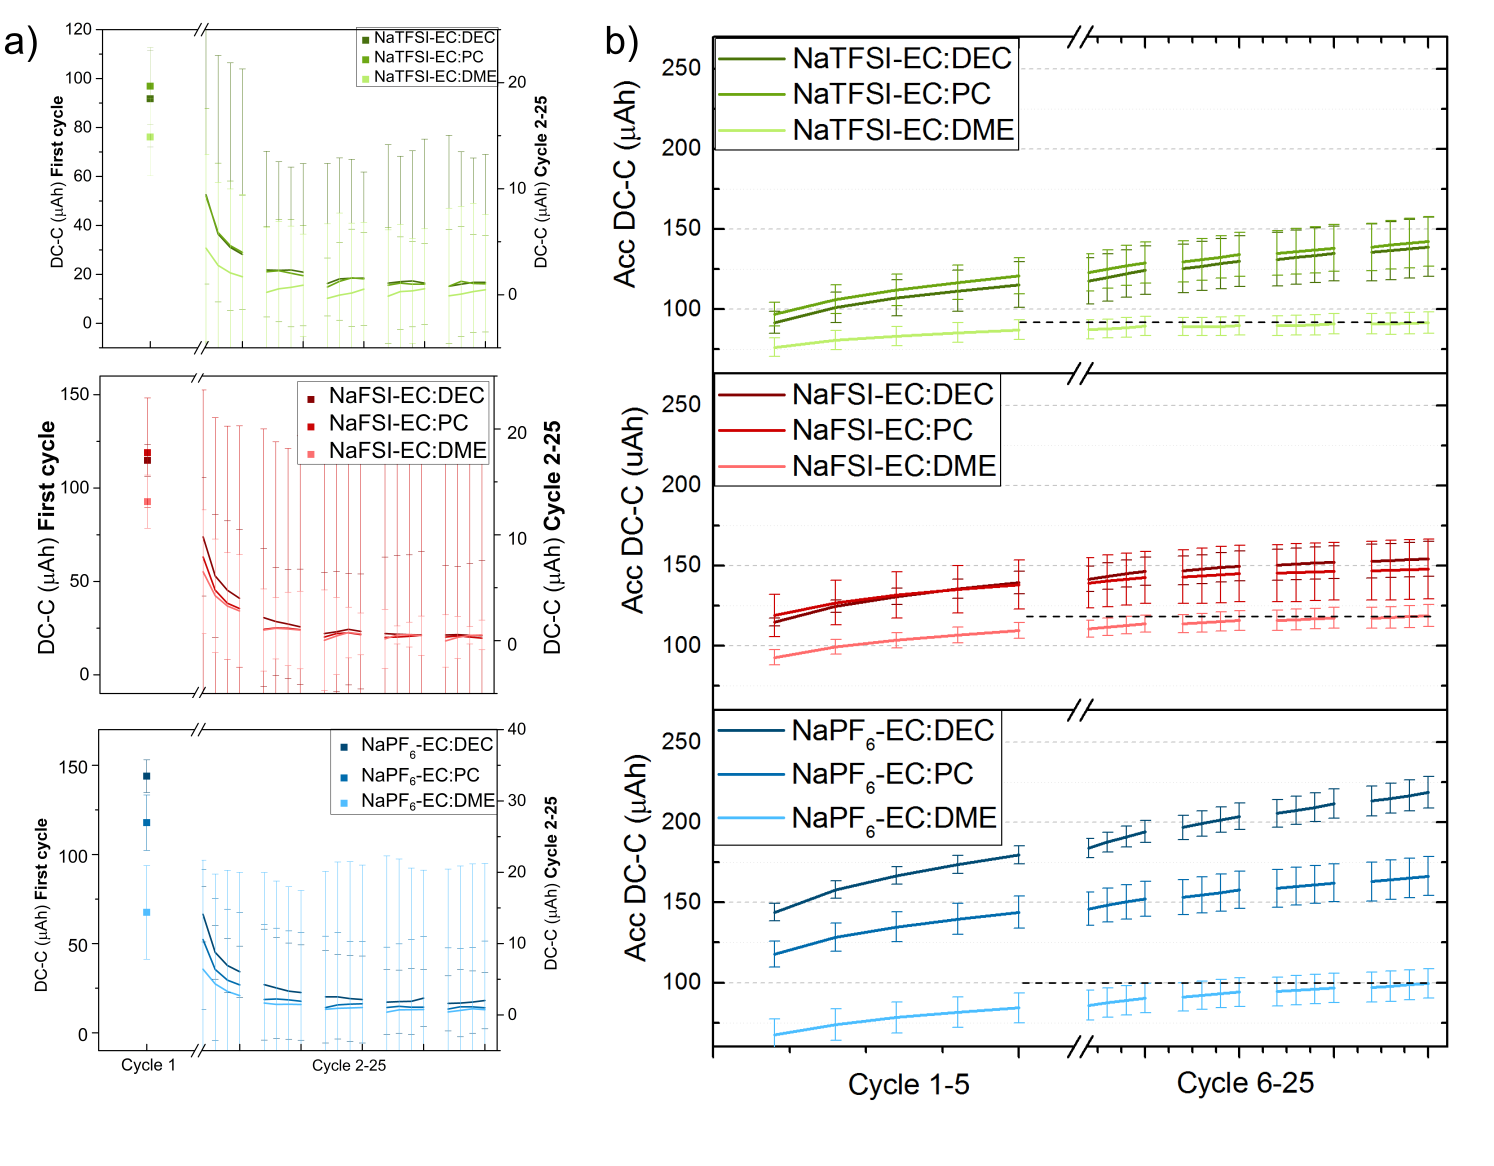 a)
120
100
80
60
40
20
0
DC-C (μAh) First cycle
NaTFSI-EC:DEC
NaTFSI-EC:PC
NaTFSI-EC:DME
20
10
0
DC-C (μAh) Cycle 2-25
150
100
50
0
DC-C (μAh) First cycle
NaFSI-EC:DEC
NaFSI-EC:PC
NaFSI-EC:DME
20
10
0
DC-C (μAh) Cycle 2-25
150
100
50
0
DC-C (μAh) First cycle
NaPF6-EC:DEC
NaPF6-EC:PC
NaPF6-EC:DME
40
30
20
10
0
DC-C (μAh) Cycle 2-25
Cycle 1
Cycle 2-25
b)
250
200
150
100
Acc DC-C (μAh)
NaTFSI-EC:DEC
NaTFSI-EC:PC
NaTFSI-EC:DME
250
200
150
100
Acc DC-C (uAh)
NaFSI-EC:DEC
NaFSI-EC:PC
NaFSI-EC:DME
250
200
150
100
Acc DC-C (μAh)
NaPF6-EC:DEC
NaPF6-EC:PC
NaPF6-EC:DME
Cycle 1-5
Cycle 6-25